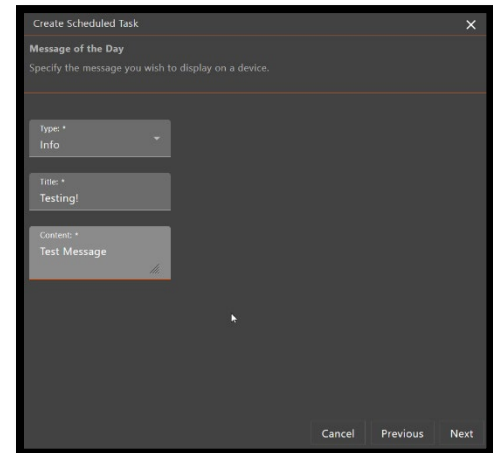 Create Scheduled Task
Message of the Day
Specify the message you wish to display on a device.
Type: *
Info
Title: *
Testing!
Content: *
Test Message
Cancel Previous Next